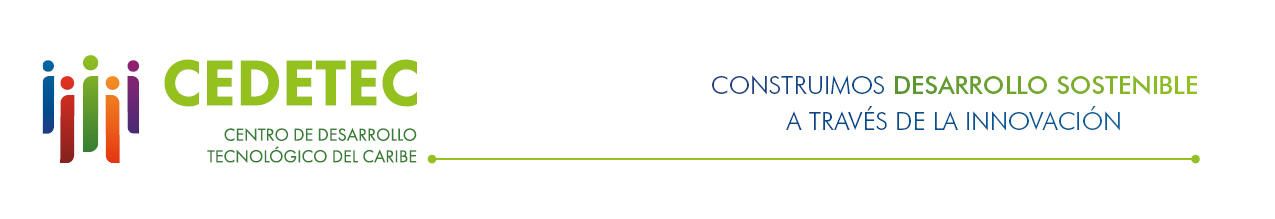 CEDETEC
CENTRO DE DESARROLLO
TECNOLÓGICO DEL CARIBE
CONSTRUIMOS DESARROLLO SOSTENIBLE
A TRAVÉS DE LA INNOVACIÓN